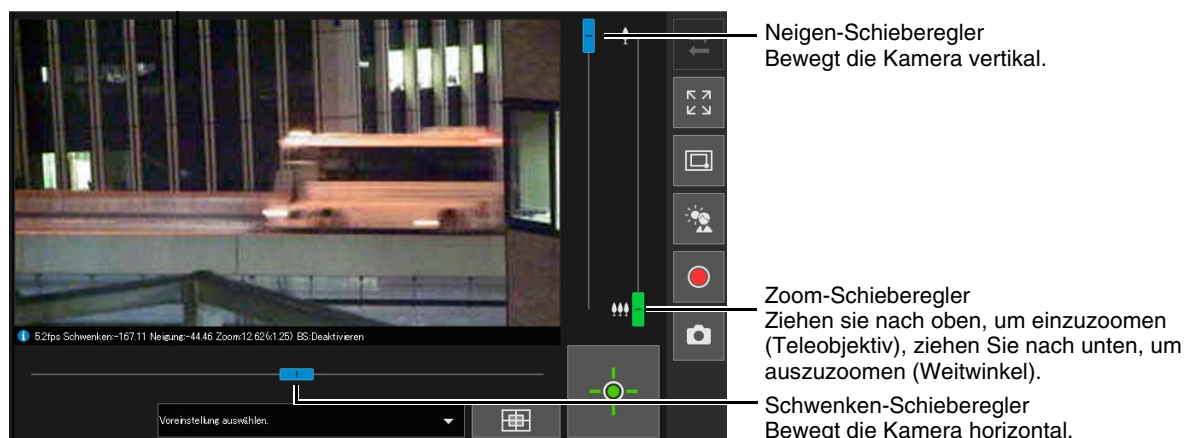 Neigen-Schieberegler
Bewegt die Kamera vertikal.
Zoom-Schieberegler
Ziehen sie nach oben, um einzuzoomen
(Teleobjektiv), ziehen Sie nach unten, um
auszuzoomen (Weitwinkel).
5.2fps Schwenken:-167.11 Neigung:-44.46 Zoom:12.62(x1.25) BS:Deaktivieren
Schwenken-Schieberegler
Bewegt die Kamera horizontal.
Voreinstellung auswählen.